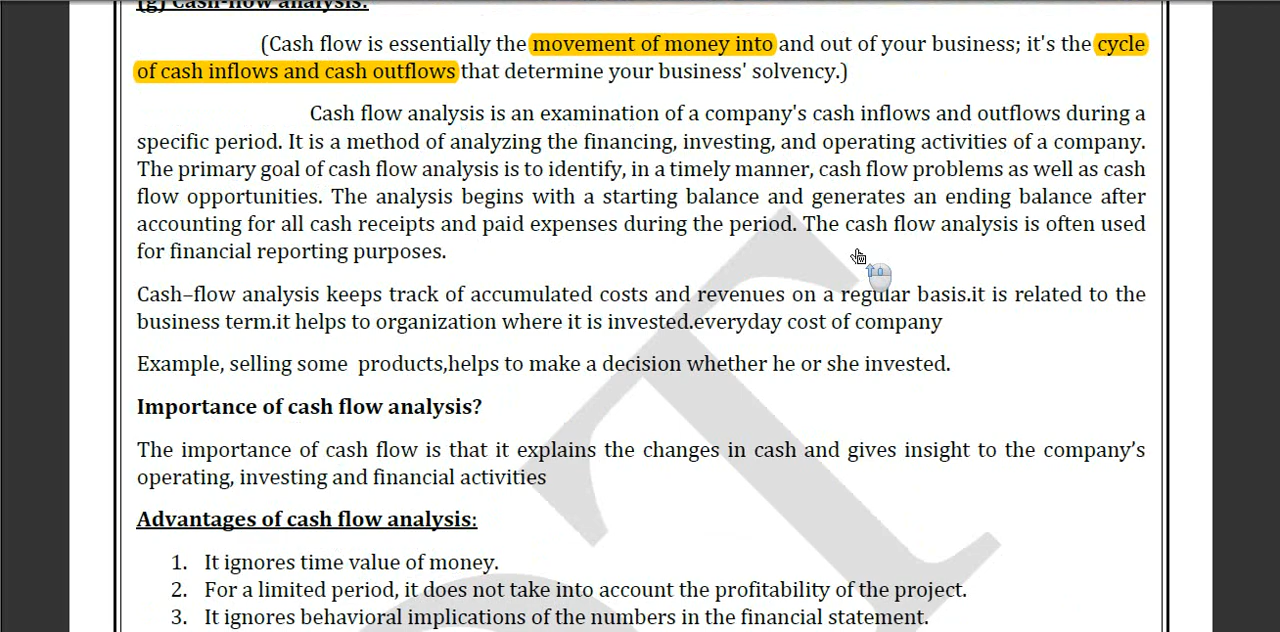 (g) Cash-flow analysis:
(Cash flow is essentially the movement of money into and out of your business; it's the cycle
of cash inflows and cash outflows that determine your business' solvency.)
Cash flow analysis is an examination of a company's cash inflows and outflows during a
specific period. It is a method of analyzing the financing, investing, and operating activities of a company.
The primary goal of cash flow analysis is to identify, in a timely manner, cash flow problems as well as cash
flow opportunities. The analysis begins with a starting balance and generates an ending balance after
accounting for all cash receipts and paid expenses during the period. The cash flow analysis is often used
for financial reporting purposes.
Cash–flow analysis keeps track of accumulated costs and revenues on a regular basis.it is related to the
business term.it helps to organization where it is invested.everyday cost of company
Example, selling some  products,helps to make a decision whether he or she invested.
Importance of cash flow analysis?
The importance of cash flow is that it explains the changes in cash and gives insight to the company’s
operating, investing and financial activities
Advantages of cash flow analysis:
1. It ignores time value of money.
2. For a limited period, it does not take into account the profitability of the project.
3. It ignores behavioral implications of the numbers in the financial statement.